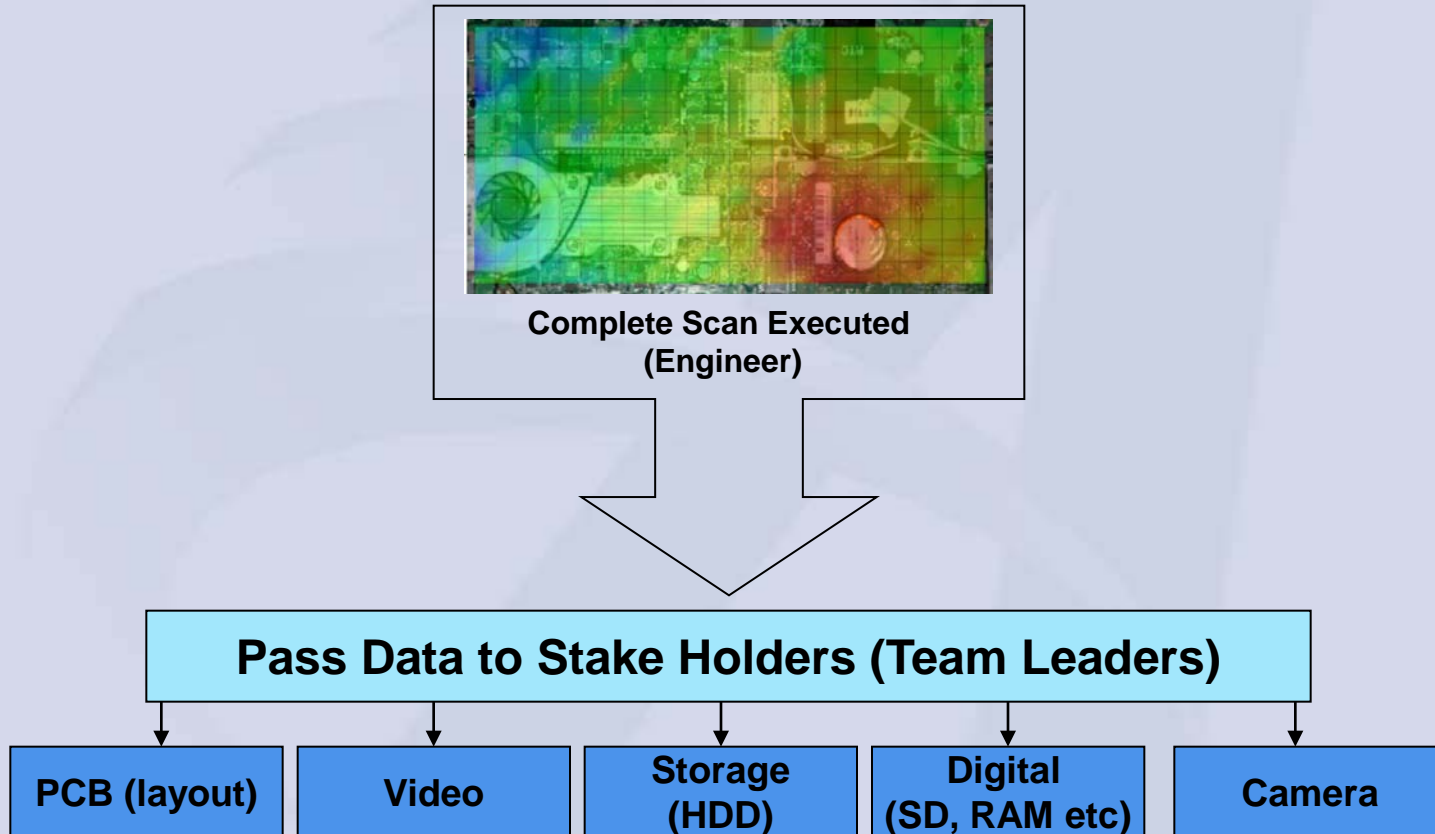 Complete Scan Executed
(Engineer)
Pass Data to Stake Holders (Team Leaders)
PCB (layout)
Video
Storage
(HDD)
Digital
(SD, RAM etc)
Camera